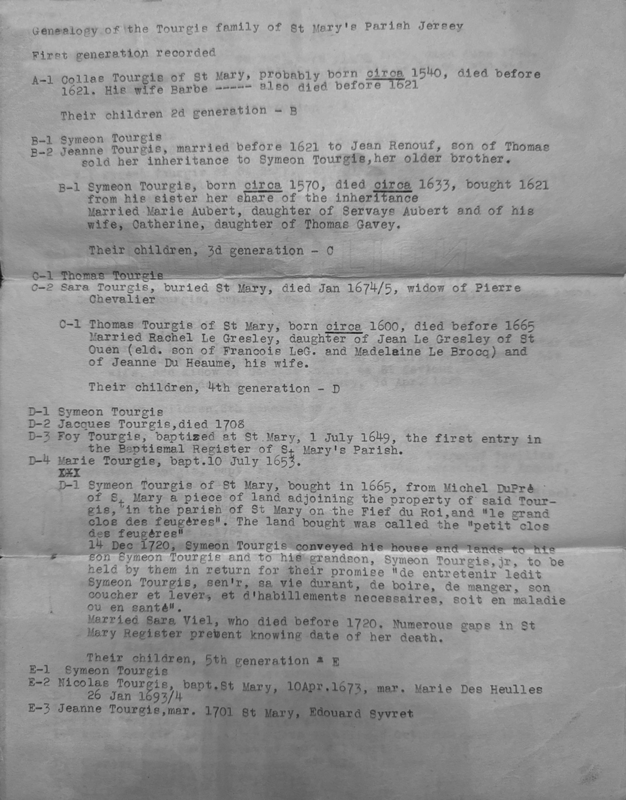 Genealogy of the Tourgis family of St Mary's Parish Jersey
First generation recorded
A-1 Collas Tourgis of St Mary, probably born circa 1540, died before
1621. His wife Barbe ----- also died before 1621
Their children 2d generation - B
B-1 Symeon Tourgis
B-2 Jeanne Tourgis, married before 1621 to Jean Renouf, son of Thomas
sold her inheritance to Symeon Tourgis,her older brother.
B-1 Symeon Tourgis, born circa 1570, died circa 1633, bought 1621
from his sister her share of the inheritance
Married Marie Aubert, daughter of Servays Aubert and of his
wife, Catherine, daughter of Thomas Gavey.
Their children, 3d generation - C
C-1 Thomas Tourgis
C-2 Sara Tourgis, buried St Mary, died Jan 1674/5, widow of Pierre
Chevalier
C-1 Thomas Tourgis of St Mary, born circa 1600, died before 1665
Married Rachel Le Gresley, daughter of Jean Le Gresley of St
Ouen (eld. son of Francois LeG. and Madelaine Le Brocq) and
of Jeanne Du Heaume, his wife.
Their children, 4th generation - D
D-1 Symeon Tourgis
D-2 Jacques Tourgis,died 1708
D-3 Foy Tourgis, baptized at St Mary, 1 July 1649, the first entry in
the Baptismal Register of St Mary's Parish.
D-4 Marie Tourgis, bapt.10 July 1653.
XXX
D-1 Symeon Tourgis of St Mary, bought in 1665, from Michel DuPré
of St Mary a piece of land adjoining the property of said Tour-
gis,"in the parish of St Mary on the Fief du Roi,and "le grand
clos des feugères". The land bought was called the "petit clos
des feugères"
14 Dec 1720, Symeon Tourgis conveyed his house and lands to his
son Symeon Tourgis and to his grandson, Symeon Tourgis,jr, to be
held by them in return for their promise "de entretenir ledit
Symeon Tourgis, sen'r, sa vie durant, de boire, de manger, son
coucher et lever, et d'habillements necessaires, soit en maladie
ou en santé".
Married Sara Viel, who died before 1720. Numerous gaps in St
Mary Register prevent knowing date of her death.
Their children, 5th generation - E
E-1 Symeon Tourgis
E-2 Nicolas Tourgis, bapt.St Mary, 10Apr.1673, mar. Marie Des Heulles
26 Jan 1693/4
E-3 Jeanne Tourgis,mar. 1701 St Mary, Edouard Syvret